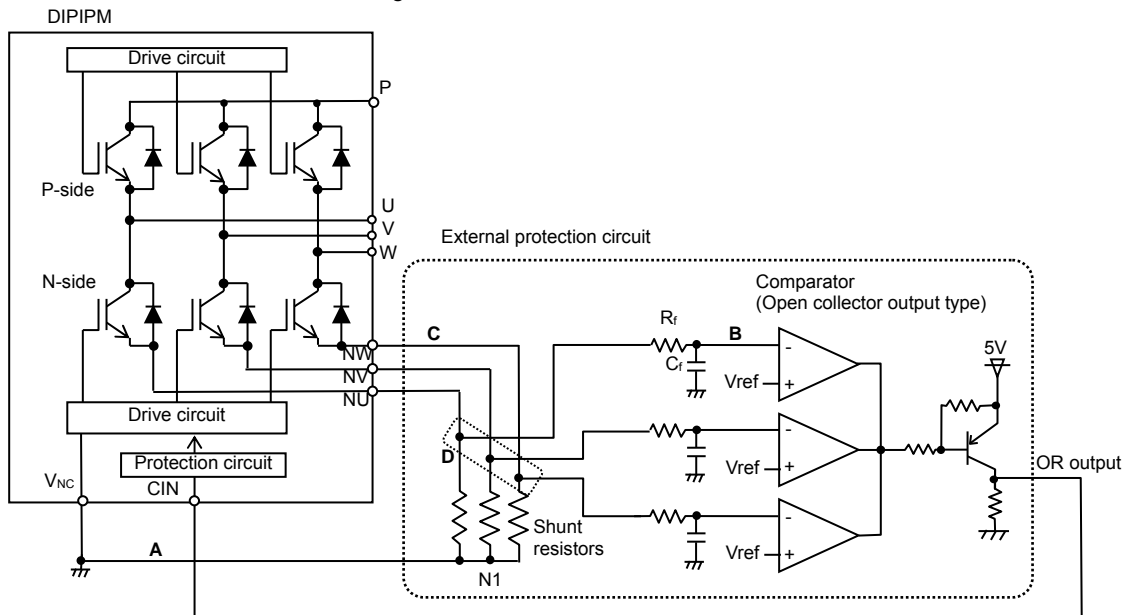 DIPIPM
Drive circuit
P
P-side
U
V
W
External protection circuit
N-side
Comparator
(Open collector output type)
C
Rf
B
Cf
-
Vref
+
5V
NW
NV
NU
Drive circuit
-
Vref
+
D
Protection circuit
OR output
VNC
CIN
-
Vref
+
Shunt
resistors
A
N1